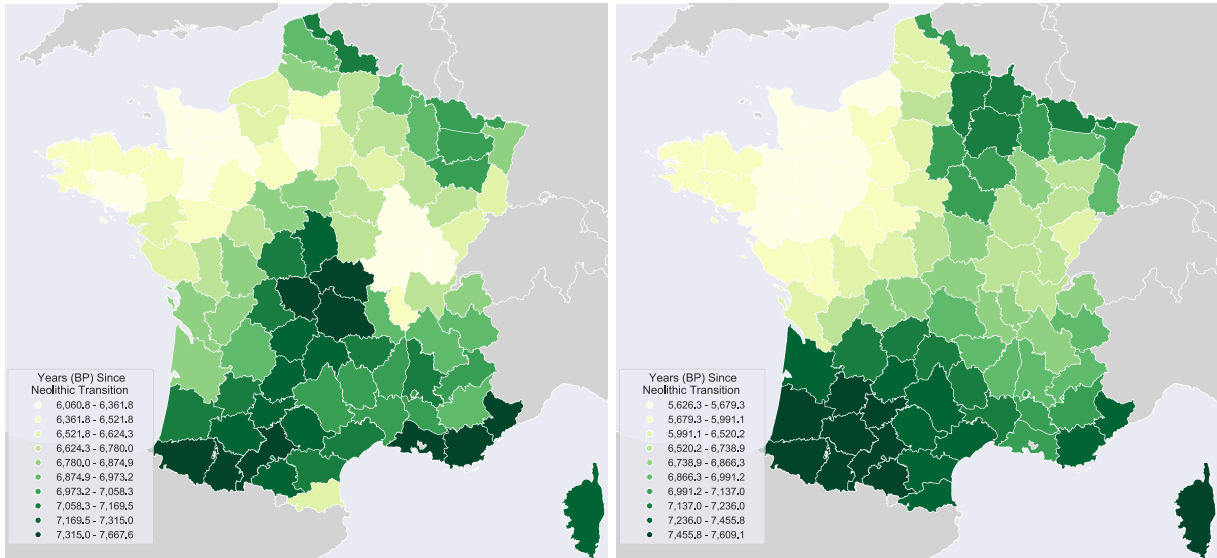 Years (BP) Since
Neolithic Transition
6,060.8 - 6,361.8
6,361.8 - 6,521.8
6,521.8 - 6,624.3
6,624.3 - 6,780.0
6,780.0 - 6,874.9
6,874.9 - 6,973.2
6,973.2 - 7,058.3
7,058.3 - 7,169.5
7,169.5 - 7,315.0
7,315.0 - 7,667.6
Years (BP) Since
Neolithic Transition
5,626.3 - 5,679.3
5,679.3 - 5,991.1
5,991.1 - 6,520.2
6,520.2 - 6,738.9
6,738.9 - 6,866.3
6,866.3 - 6,991.2
6,991.2 - 7,137.0
7,137.0 - 7,236.0
7,236.0 - 7,455.8
7,455.8 - 7,609.1